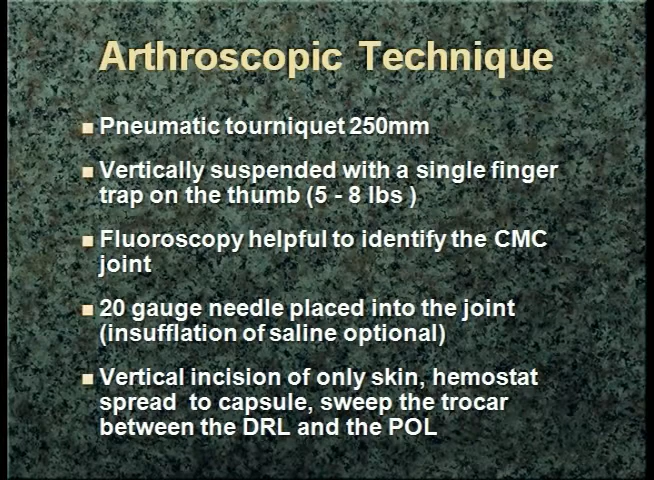 Arthroscopic Technique
Pneumatic tourniquet 250mm
Vertically suspended with a single finger
trap on the thumb (5 - 8 lbs )
Fluoroscopy helpful to identify the CMC
joint
20 gauge needle placed into the joint
(insufflation of saline optional)
Vertical incision of only skin, hemostat
spread  to capsule, sweep the trocar
between the DRL and the POL